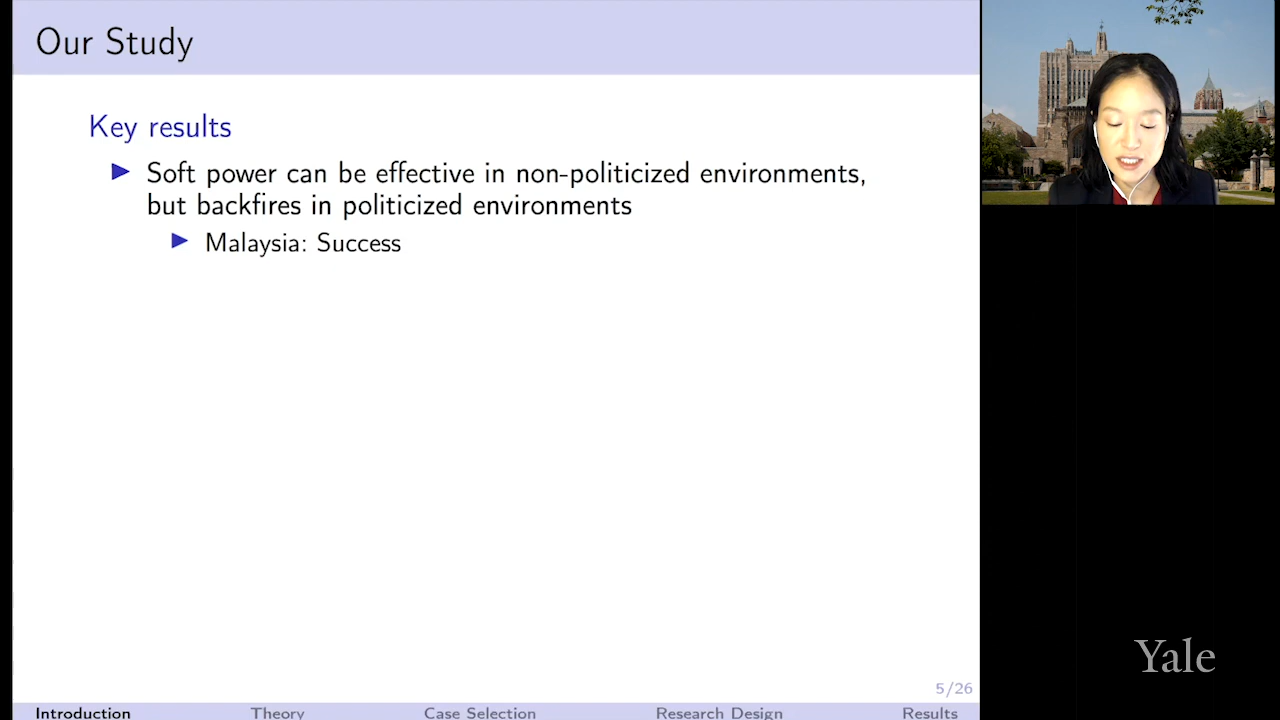 Our Study
Key results
Soft power can be effective in non-politicized environments,
but backfires in politicized environments
Malaysia: Success
Yale
5/26
Introduction
Theory
Case Selection
Research Design
Results